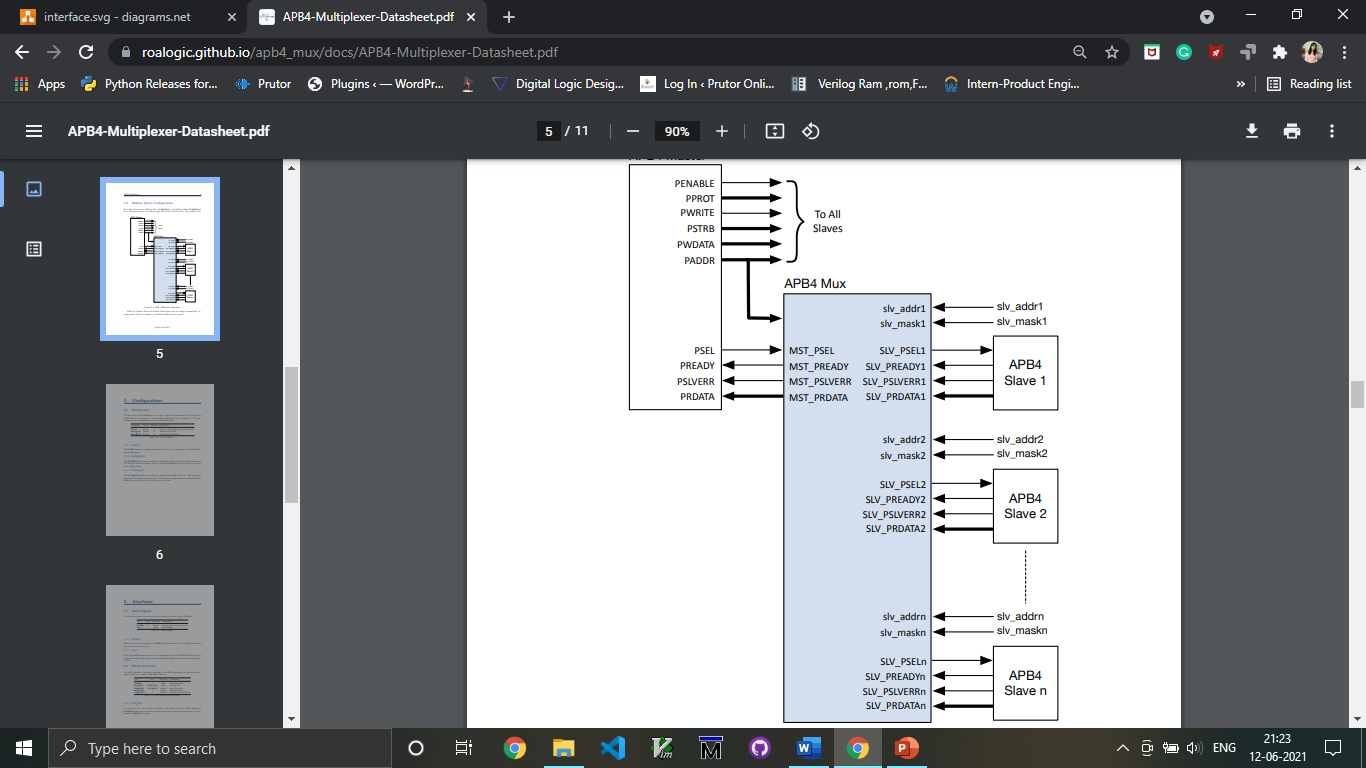 interface.svg - diagrams.net
APB4-Multiplexer-Datasheet.pdf
roalogic.github.io/apb4_mux/docs/APB4-Multiplexer-Datasheet.pdf
Apps
Python Releases for...
Prutor
Plugins ‹ — WordPr...
Digital Logic Desig...
Log In ‹ Prutor Onli...
Verilog Ram ,rom,F...
Intern-Product Engi...
»
Reading list
APB4-Multiplexer-Datasheet.pdf
5 / 11
90%
5
6
PENABLE
PPROT
PWRITE
PSTRB
PWDATA
PADDR
To All
Slaves
APB4 Mux
slv_addr1 slv_addr1
slv_mask1 slv_mask1
PSEL MST_PSEL SLV_PSEL1
PREADY MST_PREADY SLV_PREADY1
PSLVERR MST_PSLVERR SLV_PSLVERR1
PRDATA MST_PRDATA SLV_PRDATA1
APB4
Slave 1
slv_addr2 slv_addr2
slv_mask2 slv_mask2
SLV_PSEL2
SLV_PREADY2
SLV_PSLVERR2
SLV_PRDATA2
APB4
Slave 2
slv_addrn slv_addrn
slv_maskn slv_maskn
SLV_PSELn
SLV_PREADYn
SLV_PSLVERRn
SLV_PRDATAn
APB4
Slave n
Type here to search
ENG
21:23
12-06-2021